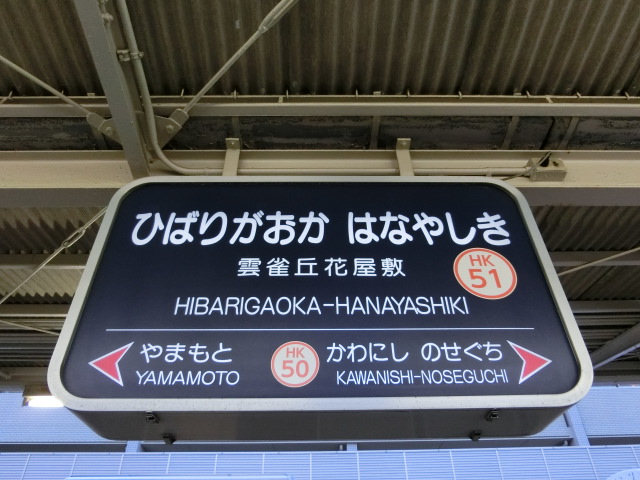 ひばりがおか はなやしき
雲雀丘花屋敷
HK
51
HIBARIGAOKA-HANAYASHIKI
やまもと
YAMAMOTO
HK
50
かわにし のせぐち
KAWANISHI-NOSEGUCHI